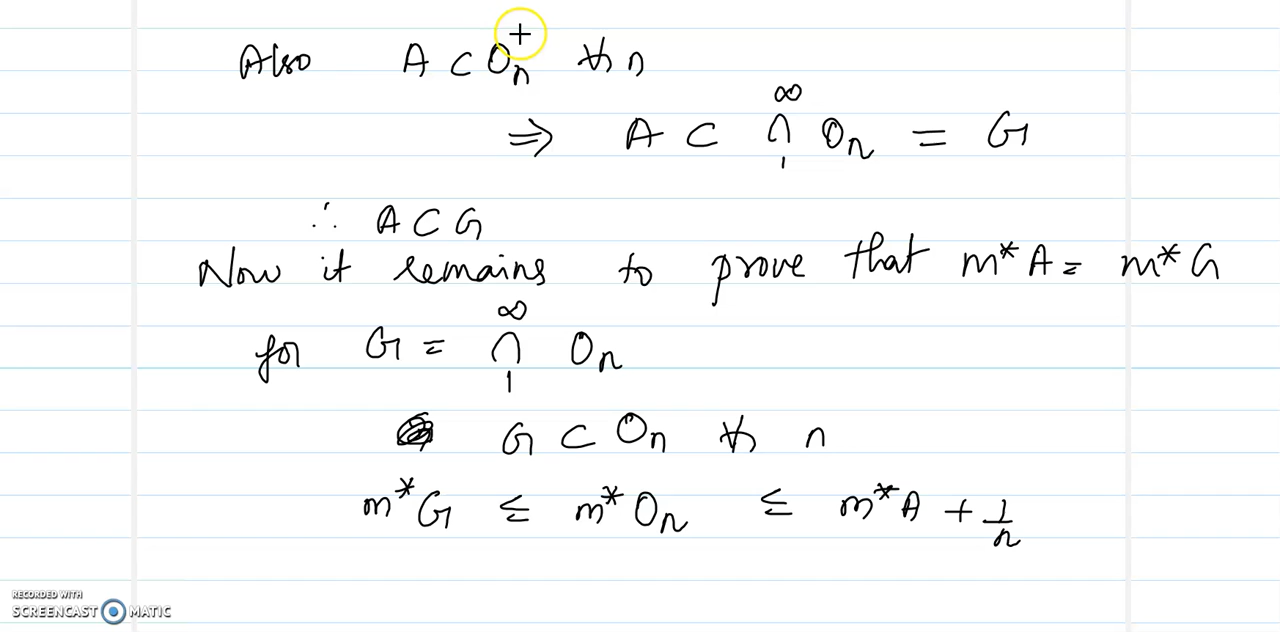 Also A ⊂ Oₙ ∀ n
⇒ A ⊂ ∩₁^∞ Oₙ = G
∴ A ⊂ G
Now it remains to prove that m*A = m*G
for G = ∩₁^∞ Oₙ
G ⊂ Oₙ ∀ n
m*G ≤ m*Oₙ ≤ m*A + 1/n
RECORDED WITH
SCREENCAST MATIC